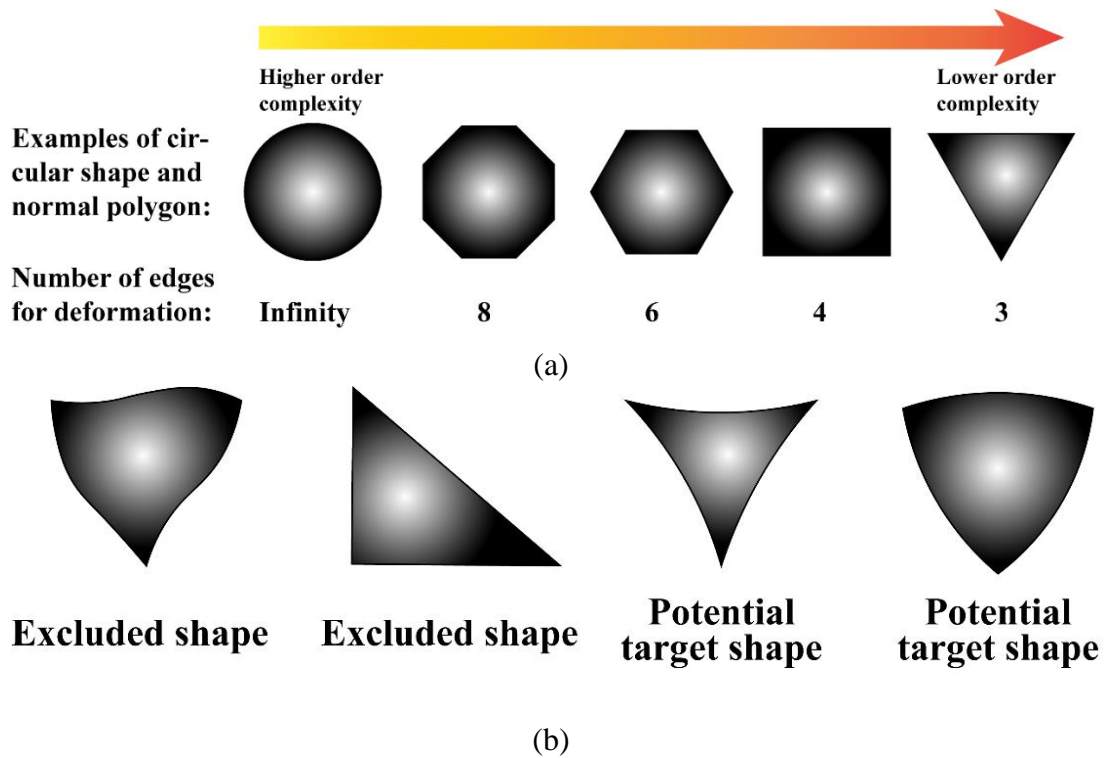 Higher order
complexity
Lower order
complexity
Examples of cir-
cular shape and
normal polygon:
Number of edges
for deformation:
Infinity
8
6
4
3
(a)
Excluded shape
Excluded shape
Potential
target shape
Potential
target shape
(b)